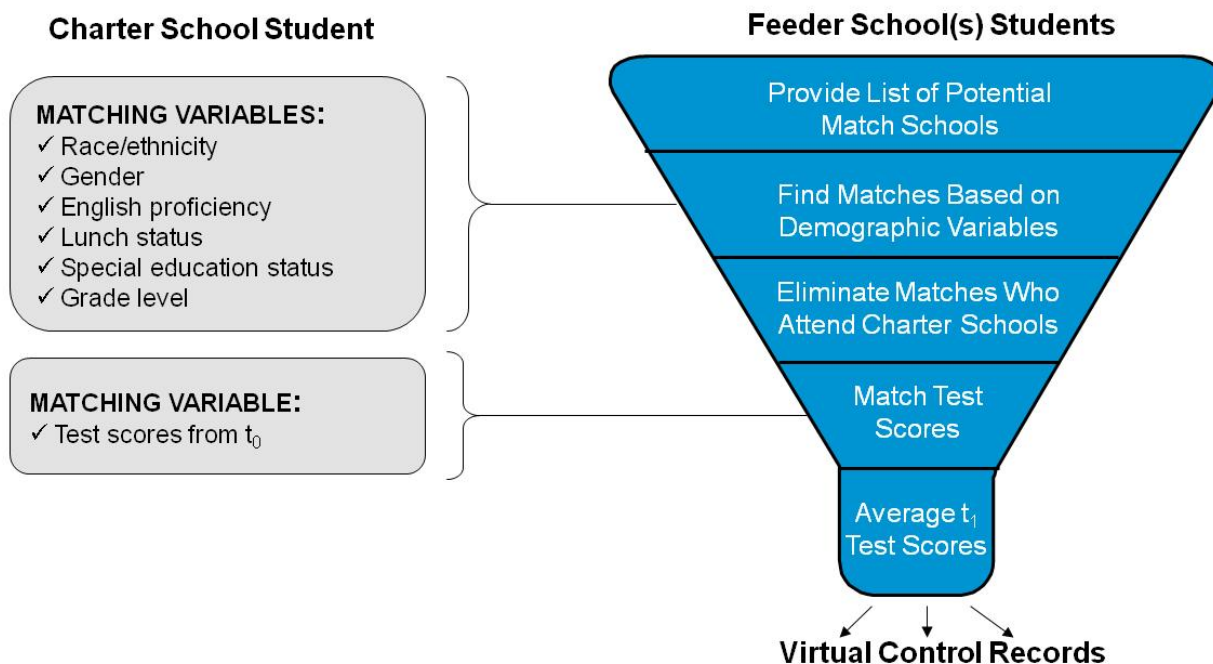 Charter School Student
MATCHING VARIABLES:
✓ Race/ethnicity
✓ Gender
✓ English proficiency
✓ Lunch status
✓ Special education status
✓ Grade level
MATCHING VARIABLE:
✓ Test scores from t₀
Feeder School(s) Students
Provide List of Potential
Match Schools
Find Matches Based on
Demographic Variables
Eliminate Matches Who
Attend Charter Schools
Match Test
Scores
Average t₁
Test Scores
Virtual Control Records